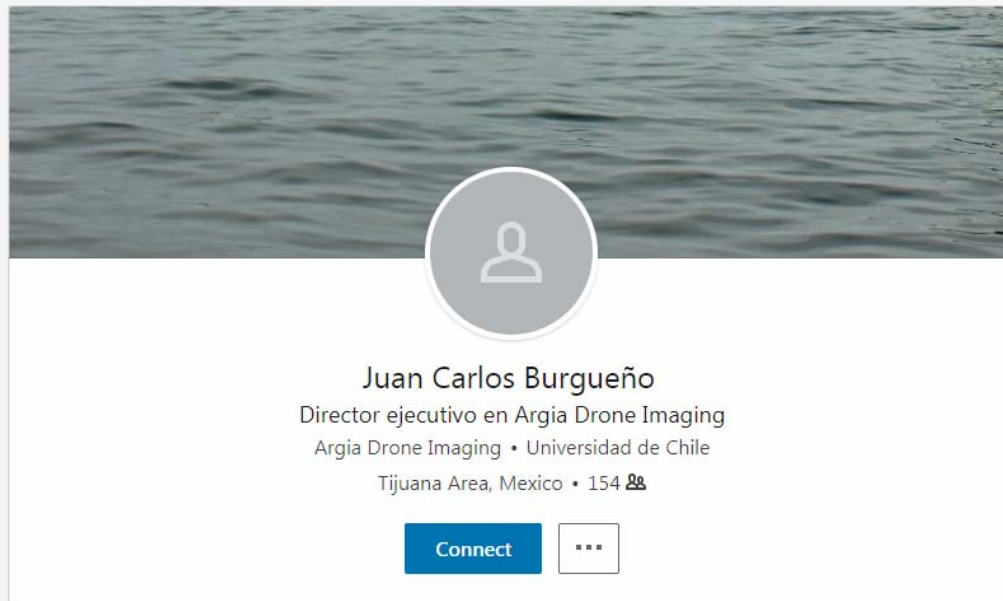 Juan Carlos Burgueño
Director ejecutivo en Argia Drone Imaging
Argia Drone Imaging • Universidad de Chile
Tijuana Area, Mexico • 154
Connect